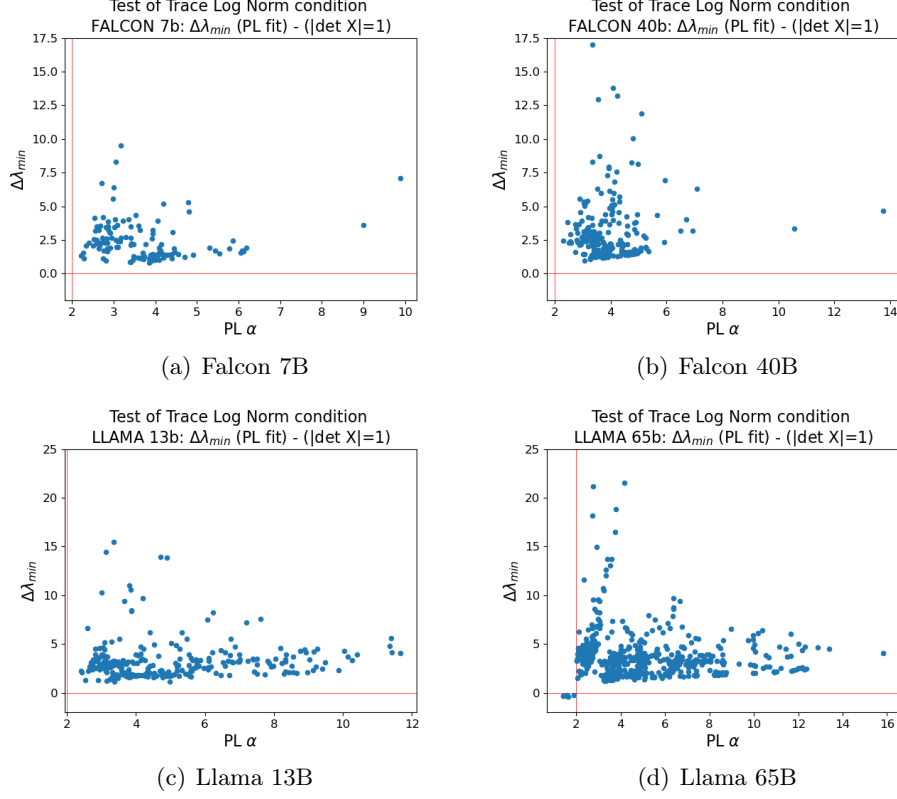 Test of Trace Log Norm condition
FALCON 7b: Δλmin (PL fit) - (|det X|=1)
17.5
15.0
12.5
10.0
7.5
5.0
2.5
0.0
Δλmin
2 3 4 5 6 7 8 9 10
PL α
(a) Falcon 7B
Test of Trace Log Norm condition
FALCON 40b: Δλmin (PL fit) - (|det X|=1)
17.5
15.0
12.5
10.0
7.5
5.0
2.5
0.0
Δλmin
2 4 6 8 10 12 14
PL α
(b) Falcon 40B
Test of Trace Log Norm condition
LLAMA 13b: Δλmin (PL fit) - (|det X|=1)
25
20
15
10
5
0
Δλmin
2 4 6 8 10 12
PL α
(c) Llama 13B
Test of Trace Log Norm condition
LLAMA 65b: Δλmin (PL fit) - (|det X|=1)
25
20
15
10
5
0
Δλmin
2 4 6 8 10 12 14 16
PL α
(d) Llama 65B